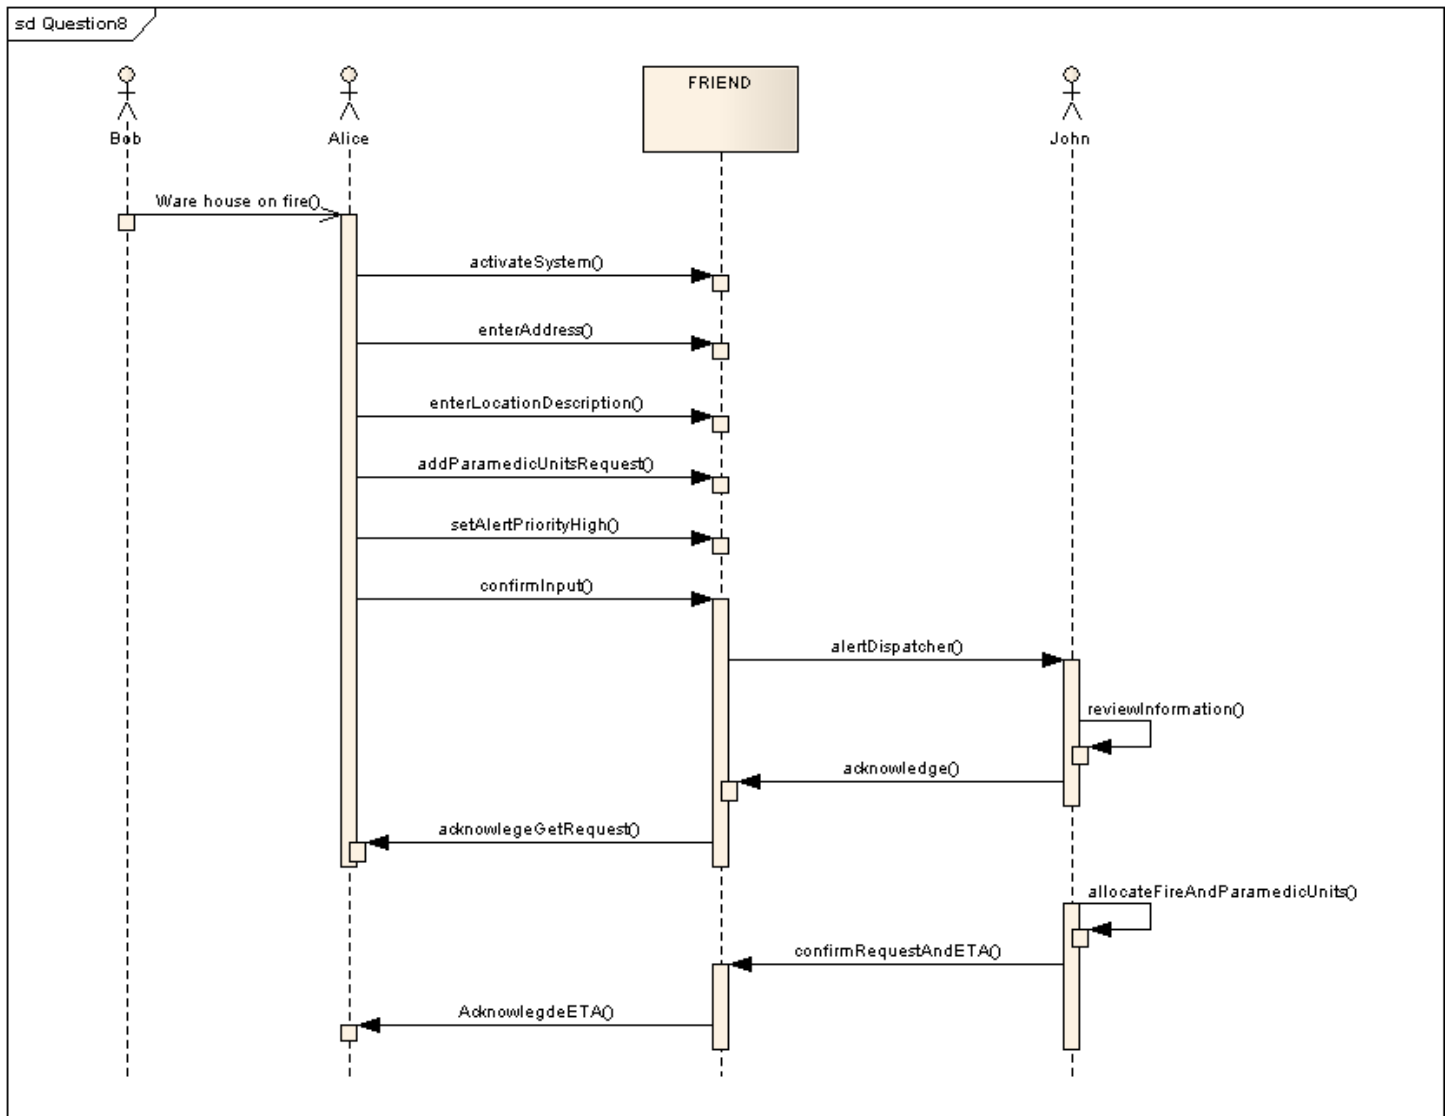 sd Question8
Bob
Alice
FRIEND
John
Ware house on fire()
activateSystem()
enterAddress()
enterLocationDescription()
addParamedicUnitsRequest()
setAlertPriorityHigh()
confirmInput()
alertDispatcher()
reviewInformation()
acknowledge()
acknowlegeGetRequest()
allocateFireAndParamedicUnits()
confirmRequestAndETA()
AcknowlegdeETA()